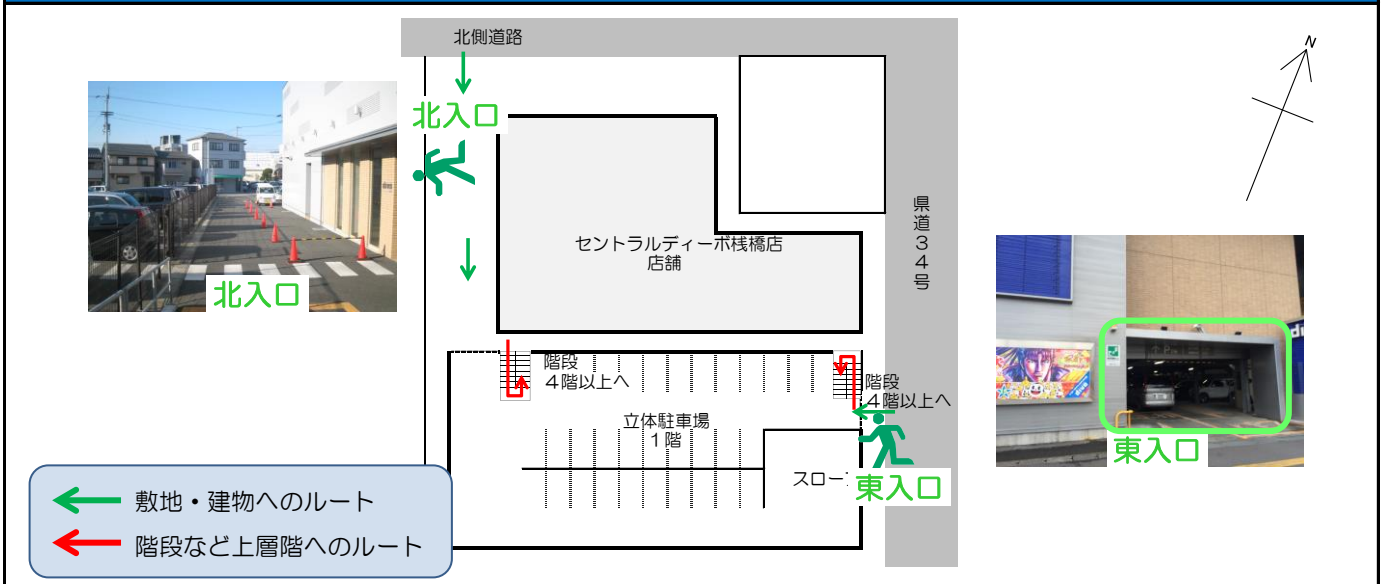 北側道路
N
北入口
北入口
県道34号
セントラルディーボ桟橋店
店舗
階段
4階以上へ
階段
4階以上へ
立体駐車場
1階
スロー
東入口
東入口
敷地・建物へのルート
階段など上層階へのルート